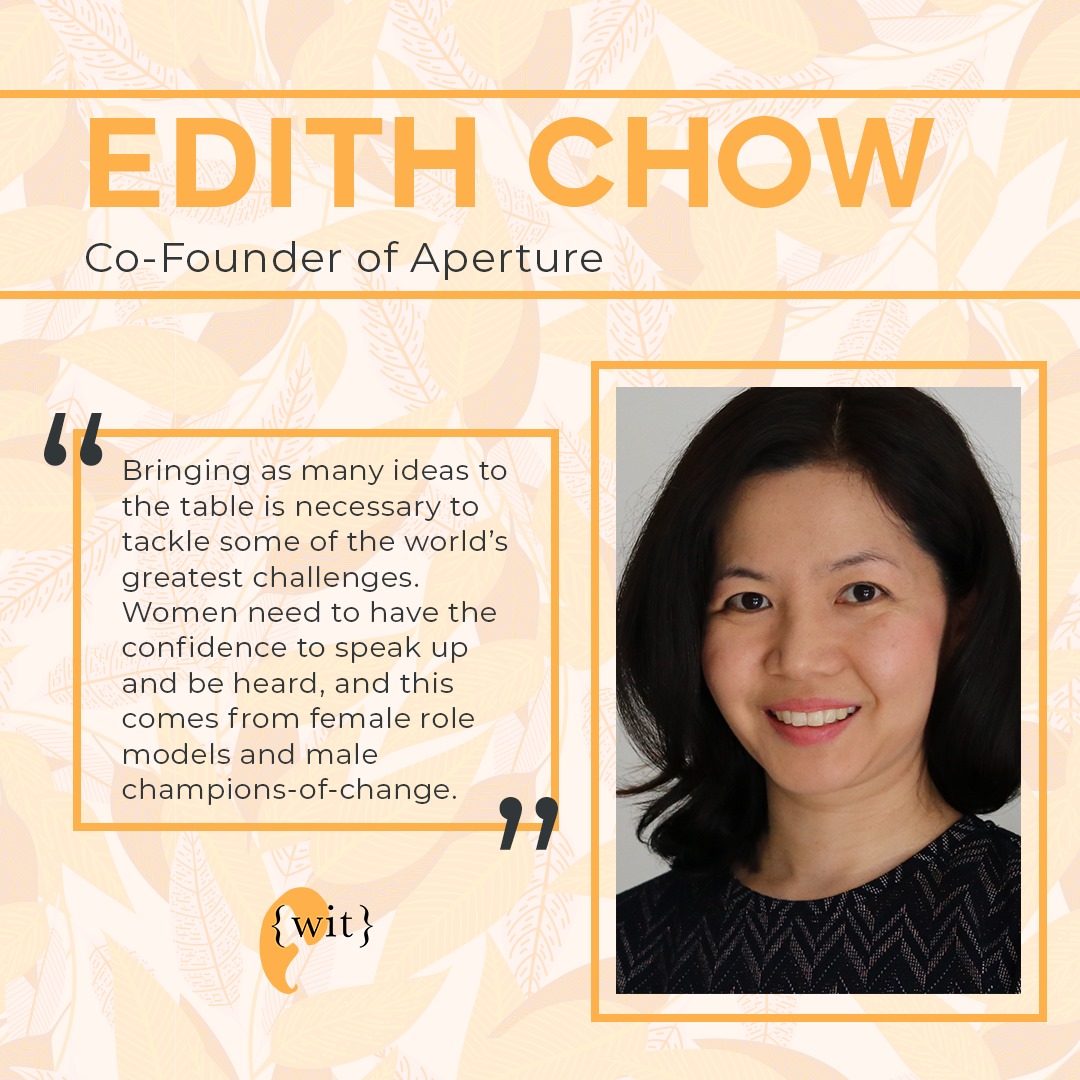 EDITH CHOW
Co-Founder of Aperture
“
Bringing as many ideas to
the table is necessary to
tackle some of the world’s
greatest challenges.
Women need to have the
confidence to speak up
and be heard, and this
comes from female role
models and male
champions-of-change.
”
{wit}